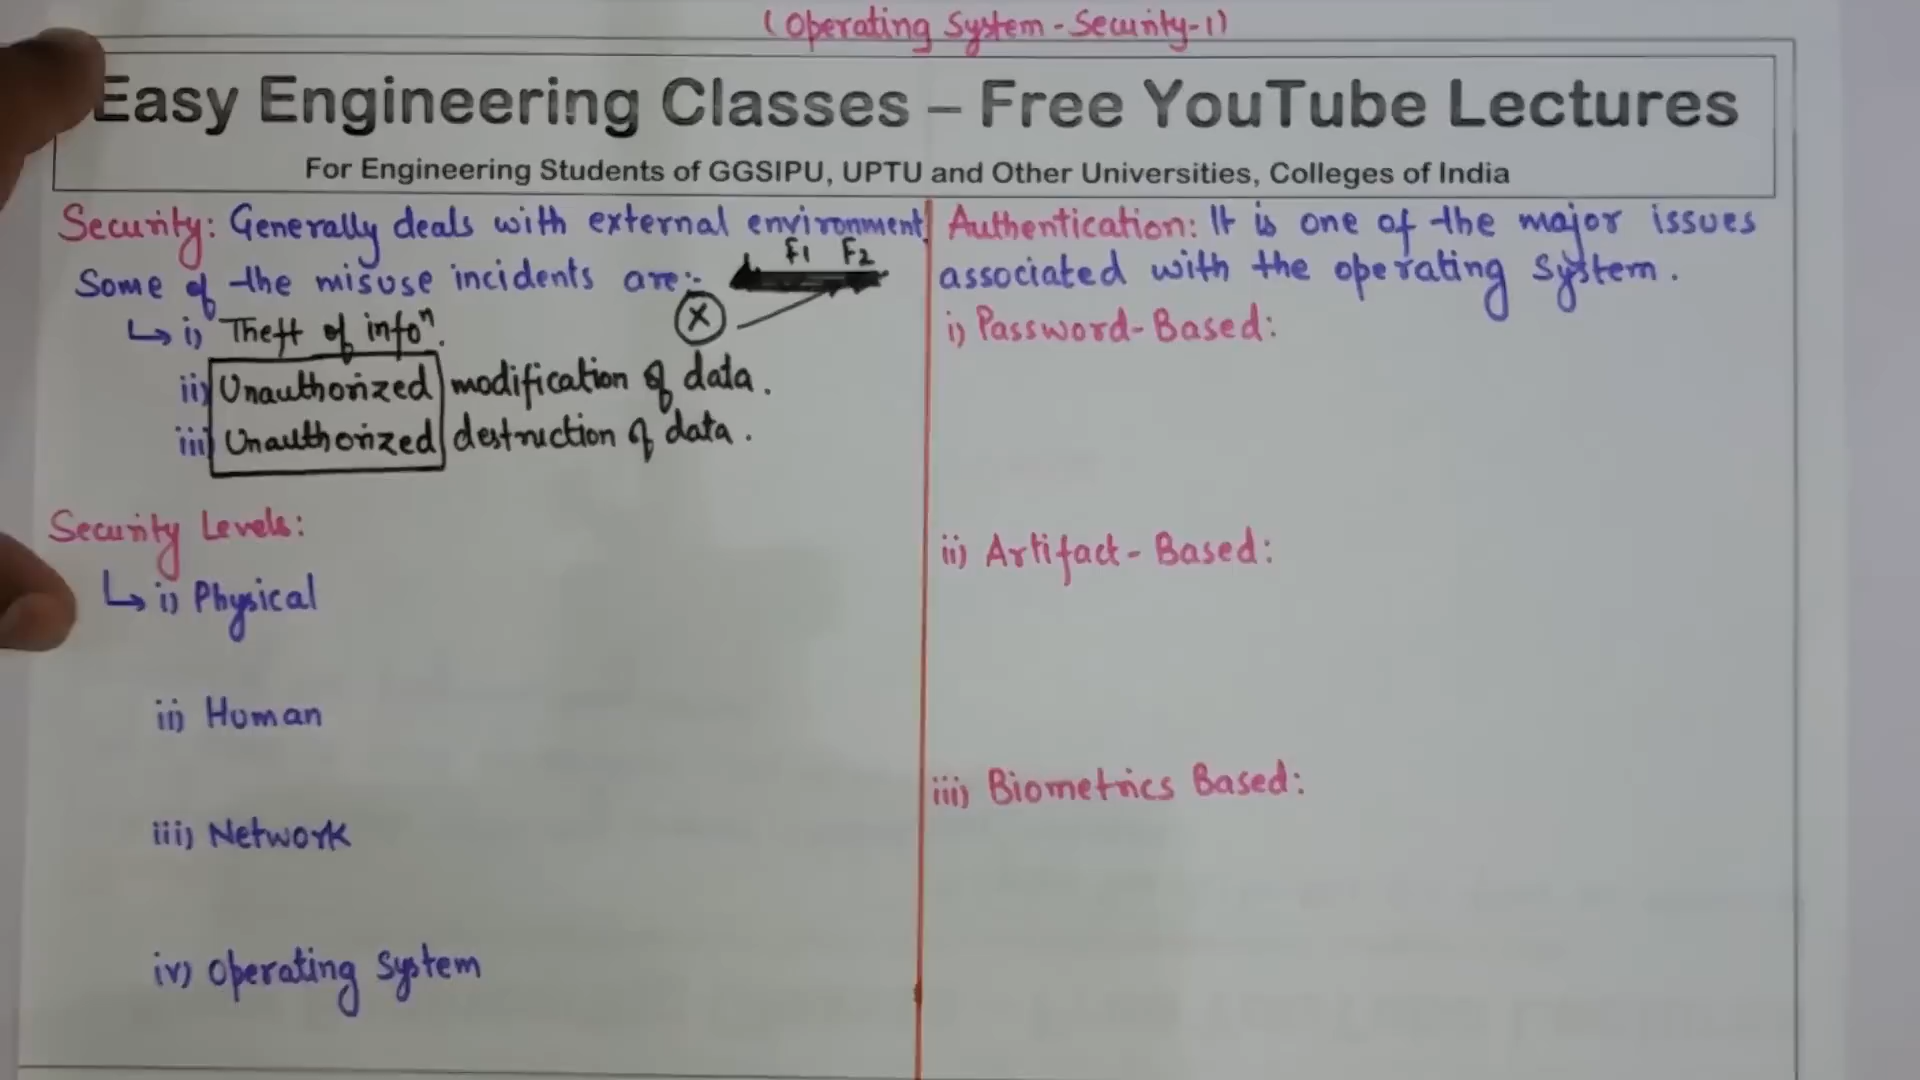 (Operating System-Security-1)
Easy Engineering Classes – Free YouTube Lectures
For Engineering Students of GGSIPU, UPTU and Other Universities, Colleges of India
Security: Generally deals with external environment.
Some of the misuse incidents are:-
F1 F2
X
↳ i) Theft of infoⁿ.
ii) Unauthorized modification of data.
iii) Unauthorized destruction of data.
Security Levels:
↳ i) Physical
ii) Human
iii) Network
iv) Operating System
Authentication: It is one of the major issues
associated with the operating System.
i) Password-Based:
ii) Artifact-Based:
iii) Biometrics Based: